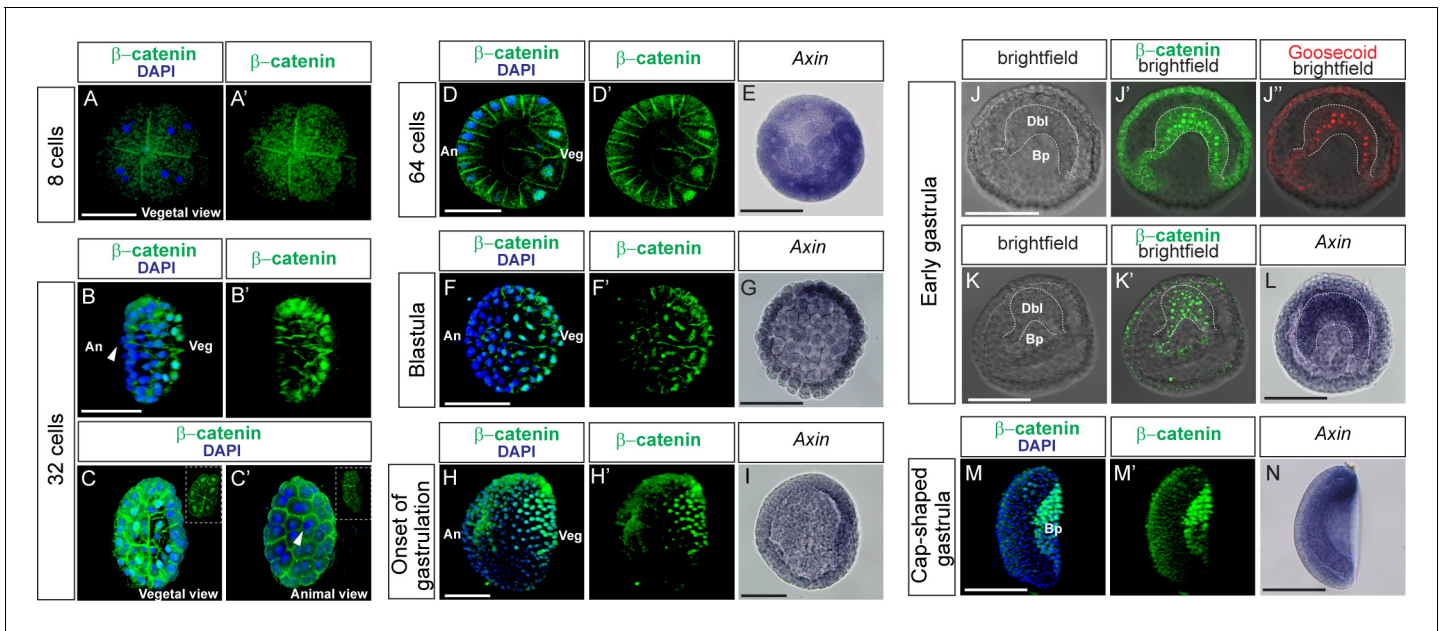 8 cells
β–catenin
DAPI
β–catenin
A
Vegetal view
A’
32 cells
β–catenin
DAPI
β–catenin
B
An
Veg
B’
β–catenin
DAPI
C
Vegetal view
C’
Animal view
64 cells
β–catenin
DAPI
β–catenin
Axin
D
An
Veg
D’
E
Blastula
β–catenin
DAPI
β–catenin
Axin
F
An
Veg
F’
G
Onset of
gastrulation
β–catenin
DAPI
β–catenin
Axin
H
An
Veg
H’
I
Early gastrula
brightfield
β–catenin
brightfield
Goosecoid
brightfield
J
Dbl
Bp
J’
J’’
brightfield
β–catenin
brightfield
Axin
K
Dbl
Bp
K’
L
Cap-shaped
gastrula
β–catenin
DAPI
β–catenin
Axin
M
Bp
M’
N